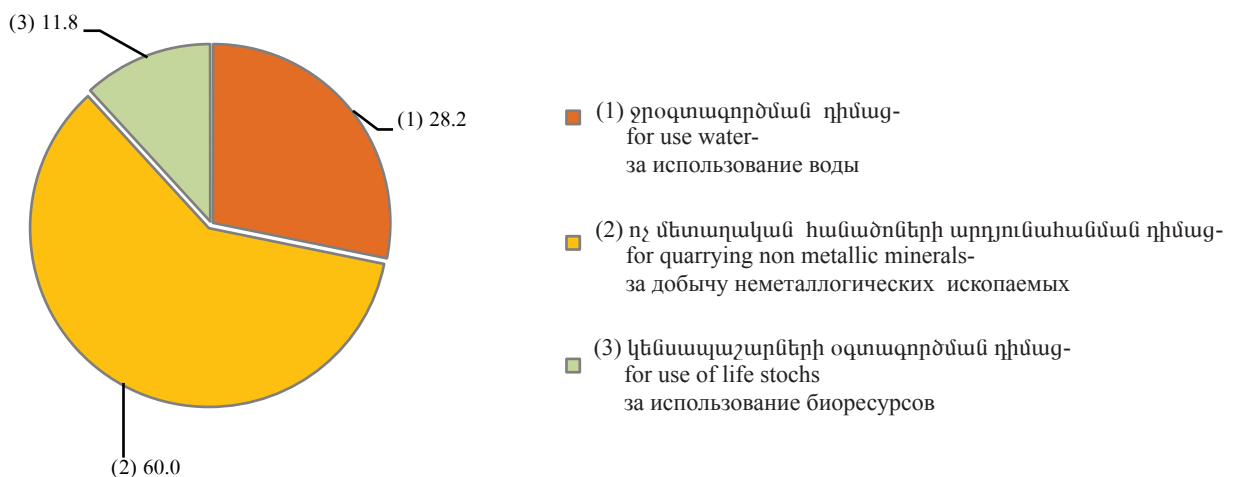 (3) 11.8
(1) 28.2
(2) 60.0
(1) ջրօգտագործման դիմաց-
for use water-
за использование воды
(2) ոչ մետաղական հանածոների արդյունահանման դիմաց-
for quarrying non metallic minerals-
за добычу неметаллогических ископаемых
(3) կենսապաշարների օգտագործման դիմաց-
for use of life stochs
за использование биоресурсов